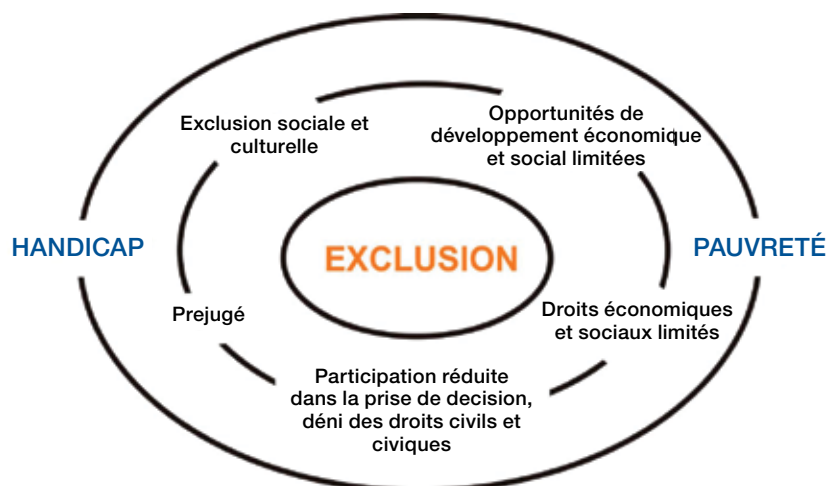 Exclusion sociale et
culturelle
Opportunités de
développement économique
et social limitées
HANDICAP
EXCLUSION
PAUVRETÉ
Prejugé
Droits économiques
et sociaux limités
Participation réduite
dans la prise de decision,
déni des droits civils et
civiques